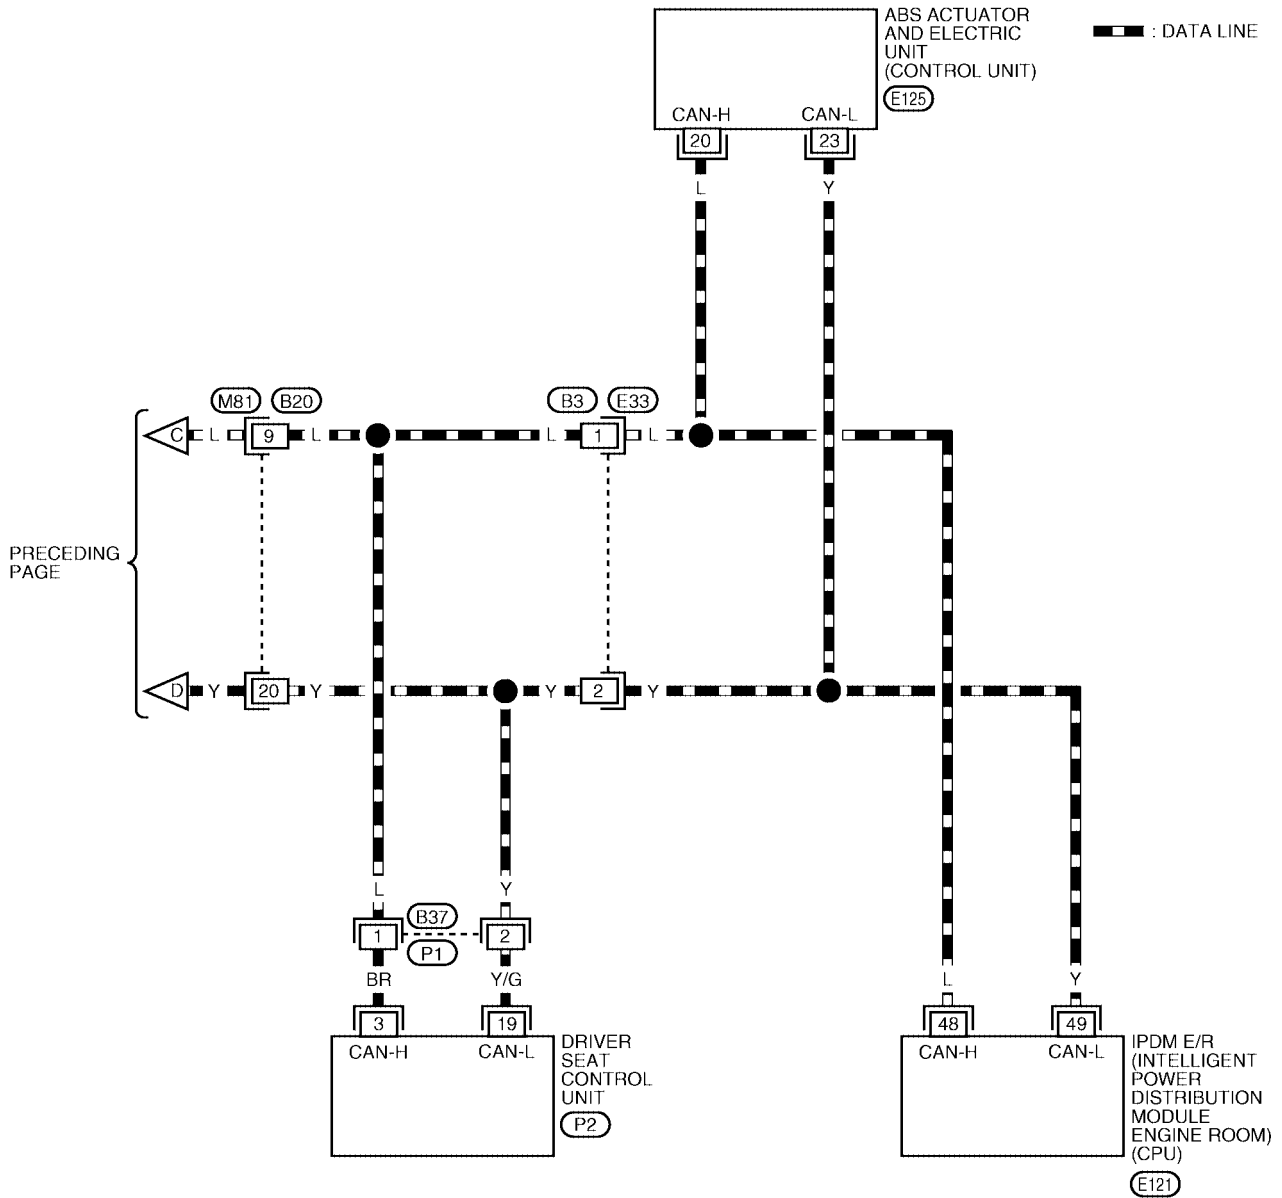 ABS ACTUATOR
AND ELECTRIC
UNIT
(CONTROL UNIT)
E125
: DATA LINE
CAN-H
CAN-L
20
23
L
Y
M81
B20
B3
E33
C
L
9
L
L
1
L
PRECEDING
PAGE
D
Y
20
Y
Y
2
Y
L
Y
B37
1
2
P1
BR
Y/G
L
Y
3
19
48
49
CAN-H
CAN-L
DRIVER
SEAT
CONTROL
UNIT
P2
CAN-H
CAN-L
IPDM E/R
(INTELLIGENT
POWER
DISTRIBUTION
MODULE
ENGINE ROOM)
(CPU)
E121